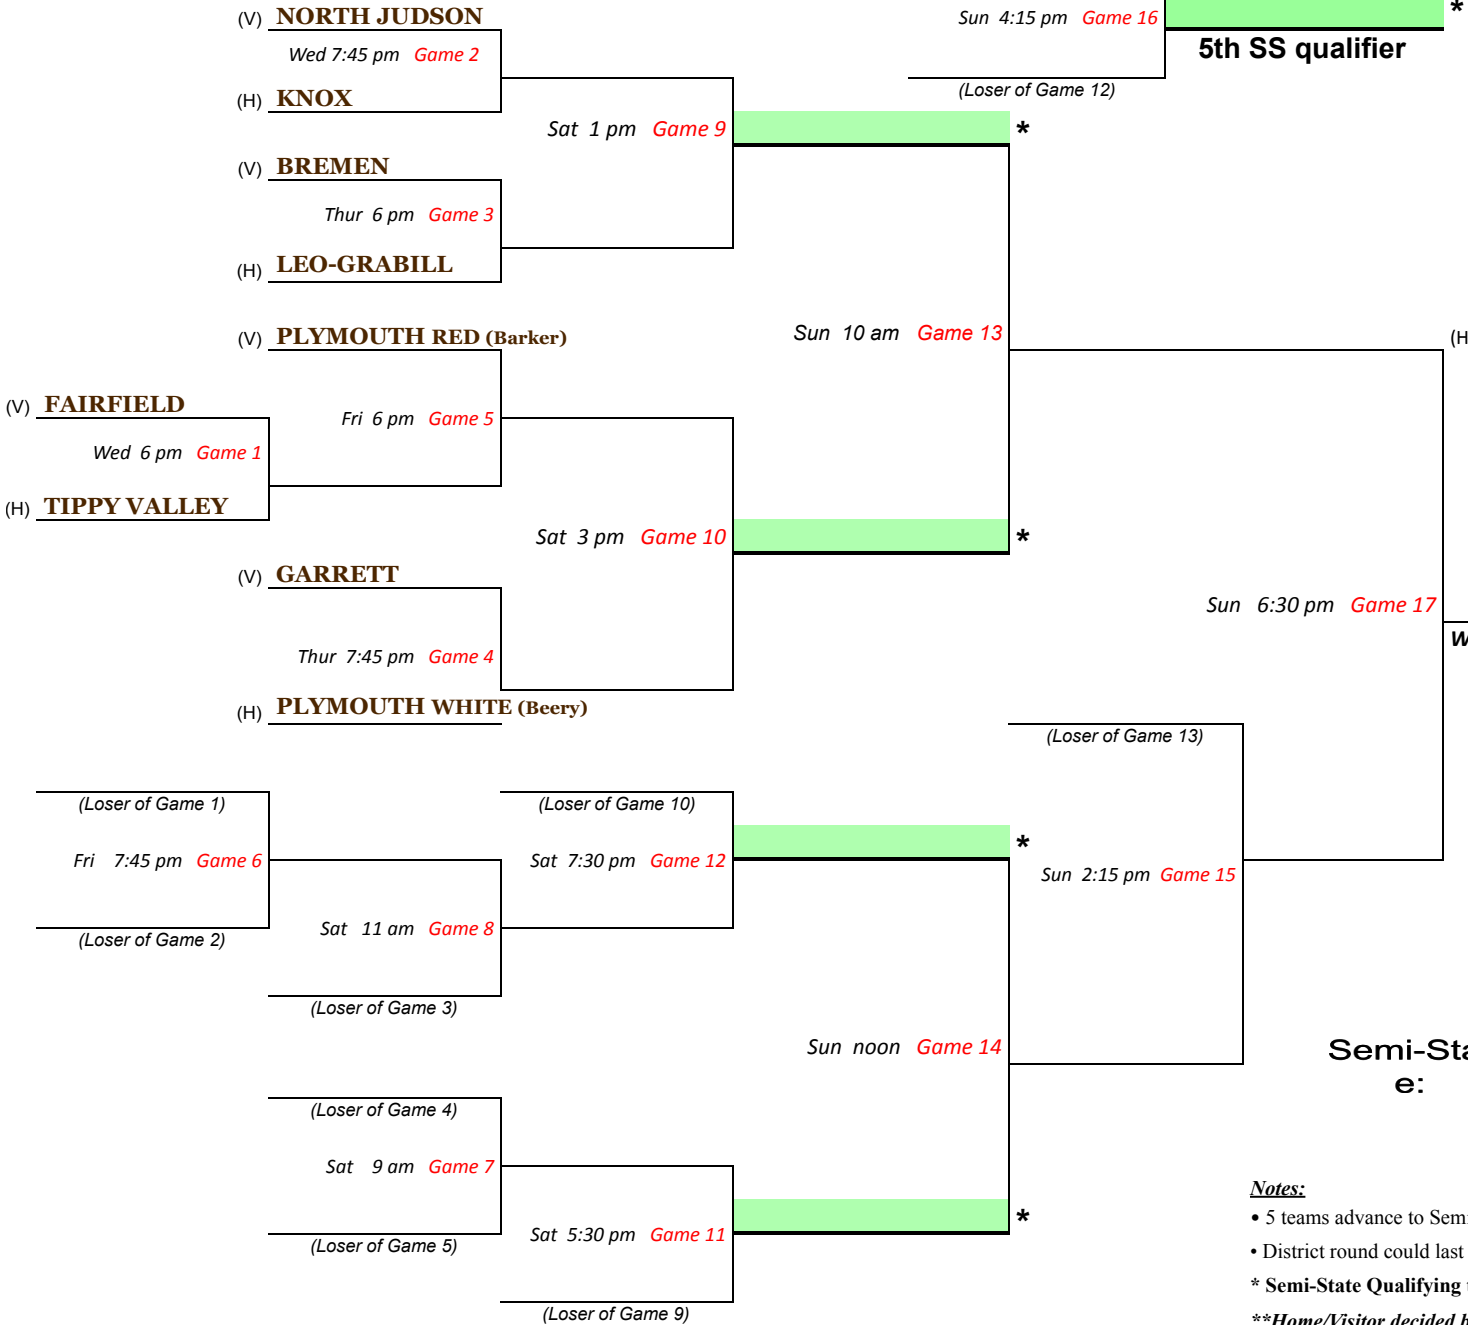 (V) NORTH JUDSON
Sun 4:15 pm Game 16
*
Wed 7:45 pm Game 2
5th SS qualifier
(Loser of Game 12)
(H) KNOX
Sat 1 pm Game 9
*
(V) BREMEN
Thur 6 pm Game 3
(H) LEO-GRABILL
(V) PLYMOUTH RED (Barker)
Sun 10 am Game 13
(H
(V) FAIRFIELD
Fri 6 pm Game 5
Wed 6 pm Game 1
(H) TIPPY VALLEY
Sat 3 pm Game 10
*
(V) GARRETT
Sun 6:30 pm Game 17
W
Thur 7:45 pm Game 4
(H) PLYMOUTH WHITE (Beery)
(Loser of Game 13)
(Loser of Game 1)
(Loser of Game 10)
*
Fri 7:45 pm Game 6
Sat 7:30 pm Game 12
Sun 2:15 pm Game 15
Sat 11 am Game 8
(Loser of Game 2)
(Loser of Game 3)
Sun noon Game 14
Semi-Sta
e:
(Loser of Game 4)
Sat 9 am Game 7
Notes:
• 5 teams advance to Semi
*
Sat 5:30 pm Game 11
(Loser of Game 5)
• District round could last
* Semi-State Qualifying
(Loser of Game 9)
**Home/Visitor decided